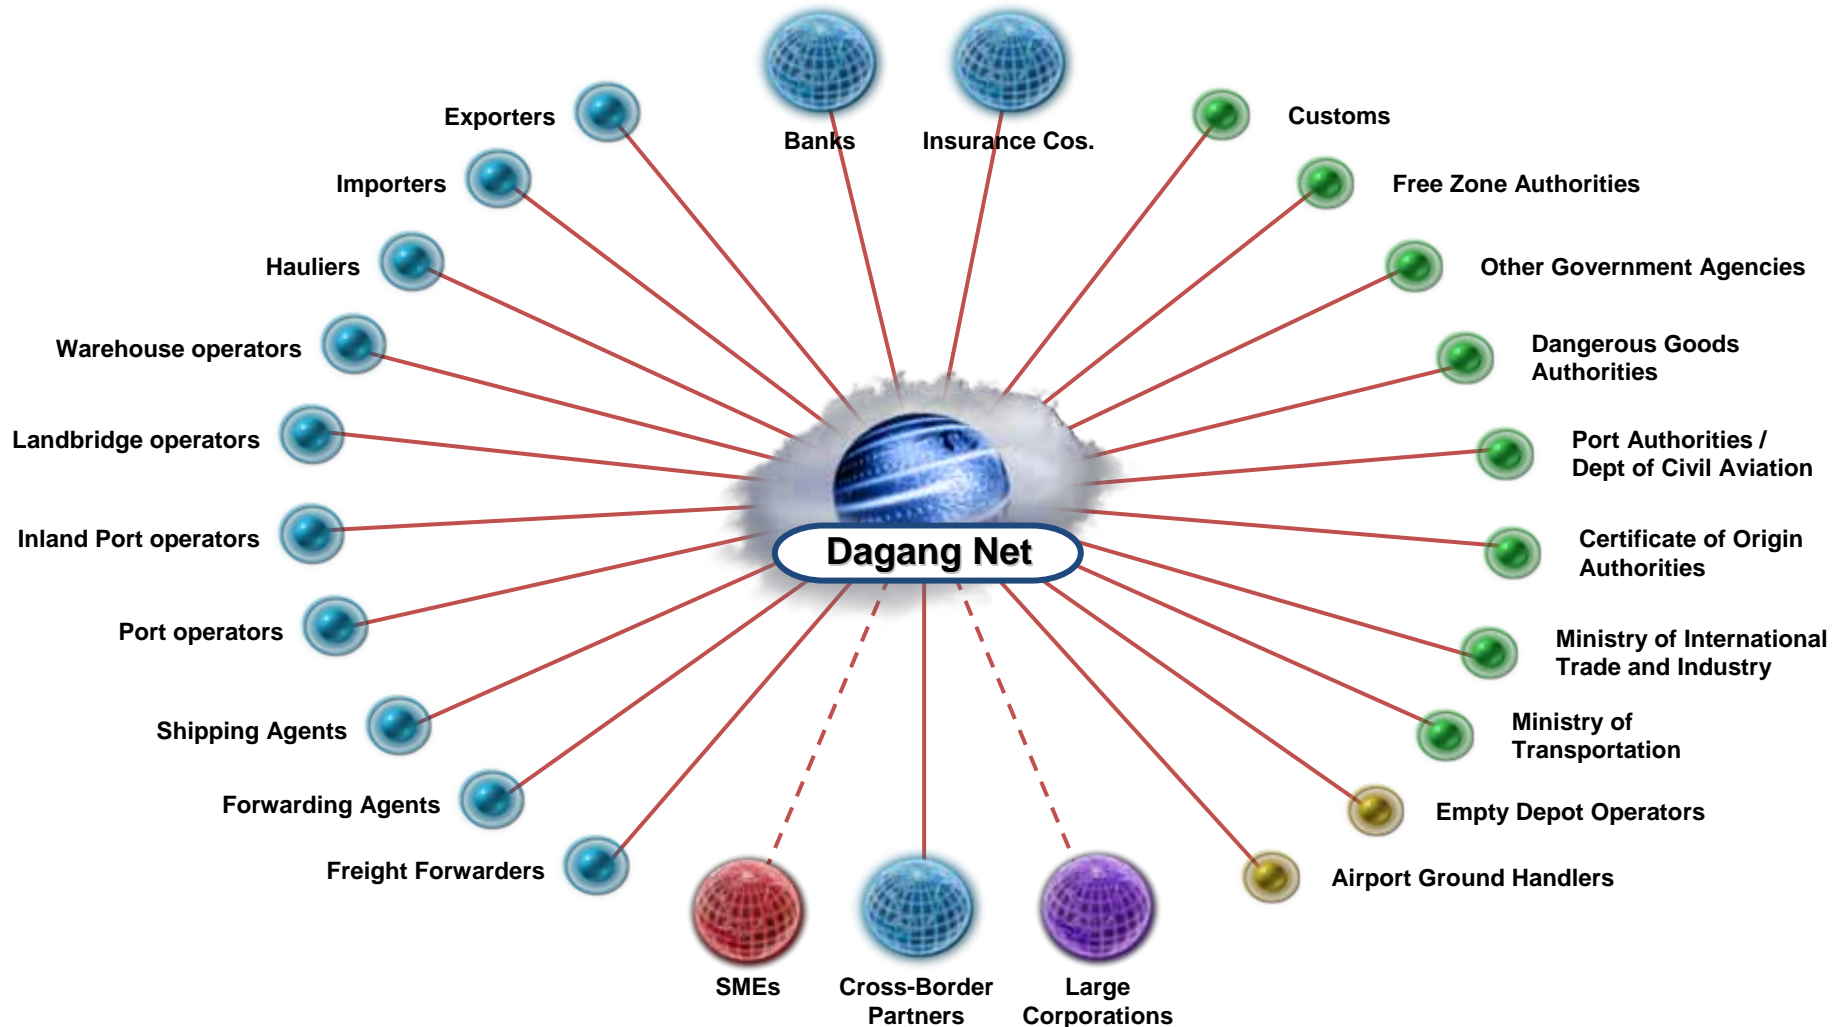 Banks
Insurance Cos.
Exporters
Importers
Hauliers
Warehouse operators
Landbridge operators
Inland Port operators
Port operators
Shipping Agents
Forwarding Agents
Freight Forwarders
Dagang Net
Customs
Free Zone Authorities
Other Government Agencies
Dangerous Goods
Authorities
Port Authorities /
Dept of Civil Aviation
Certificate of Origin
Authorities
Ministry of International
Trade and Industry
Ministry of
Transportation
Empty Depot Operators
Airport Ground Handlers
SMEs
Cross-Border
Partners
Large
Corporations